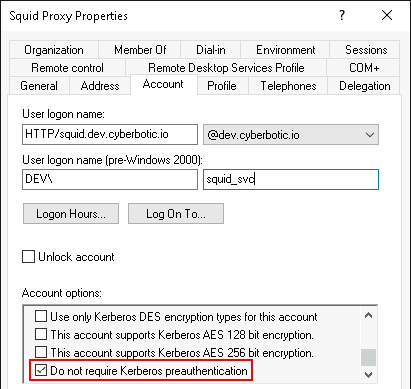 Squid Proxy Properties ? ×
Organization Member Of Dial-in Environment Sessions
Remote control Remote Desktop Services Profile COM+
General Address Account Profile Telephones Delegation
User logon name:
HTTP/squid.dev.cyberbotic.io @dev.cyberbotic.io
User logon name (pre-Windows 2000):
DEV\ squid_svc
Logon Hours... Log On To...
Unlock account
Account options:
Use only Kerberos DES encryption types for this account
This account supports Kerberos AES 128 bit encryption.
This account supports Kerberos AES 256 bit encryption.
Do not require Kerberos preauthentication